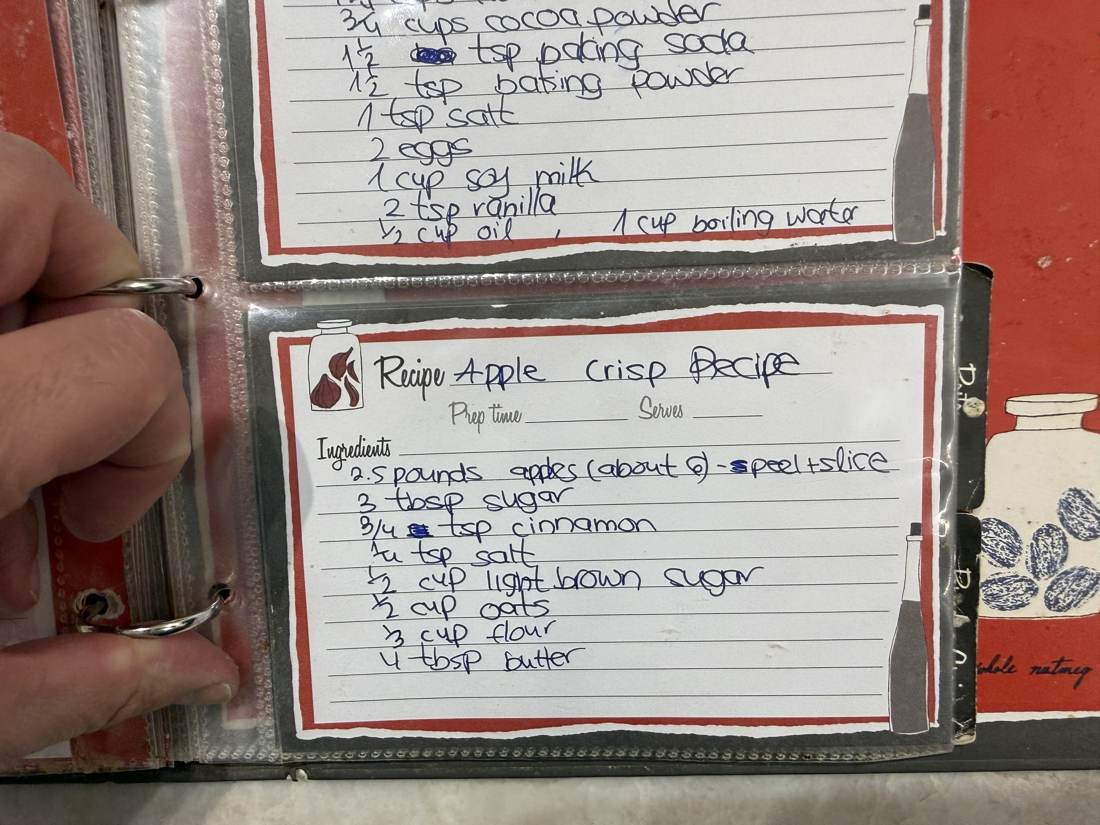 3/4 cups cocoa powder
1 1/2 tsp baking soda
1 1/2 tsp baking powder
1 tsp salt
2 eggs
1 cup soy milk
2 tsp vanilla
1/2 cup oil , 1 cup boiling water
Recipe Apple Crisp Recipe
Prep time Serves
Ingredients
2.5 pounds apples (about 6) - peel + slice
3 tbsp sugar
3/4 tsp cinnamon
1/4 tsp salt
1/2 cup light brown sugar
1/2 cup oats
1/3 cup flour
4 tbsp butter
whole nutmeg